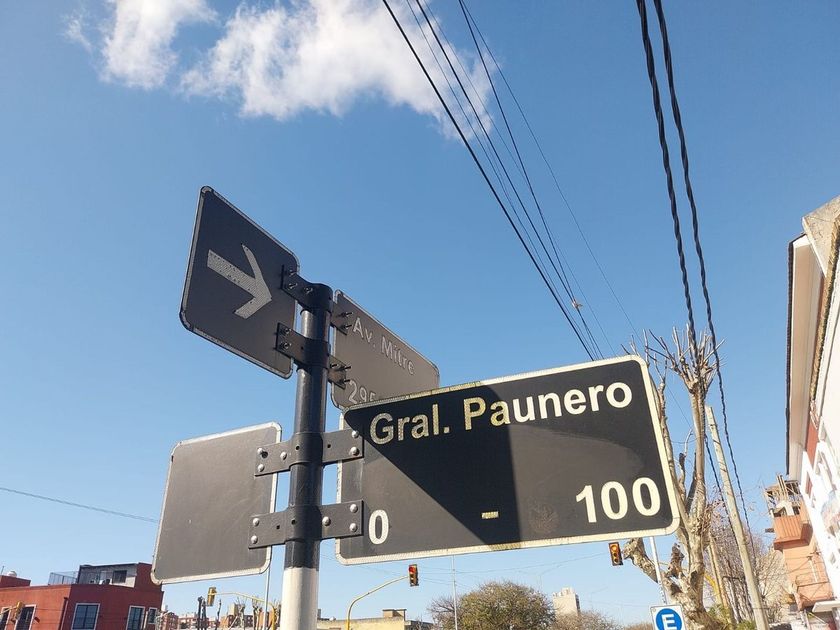 Av. Mitre
Gral. Paunero
0 - 100
E